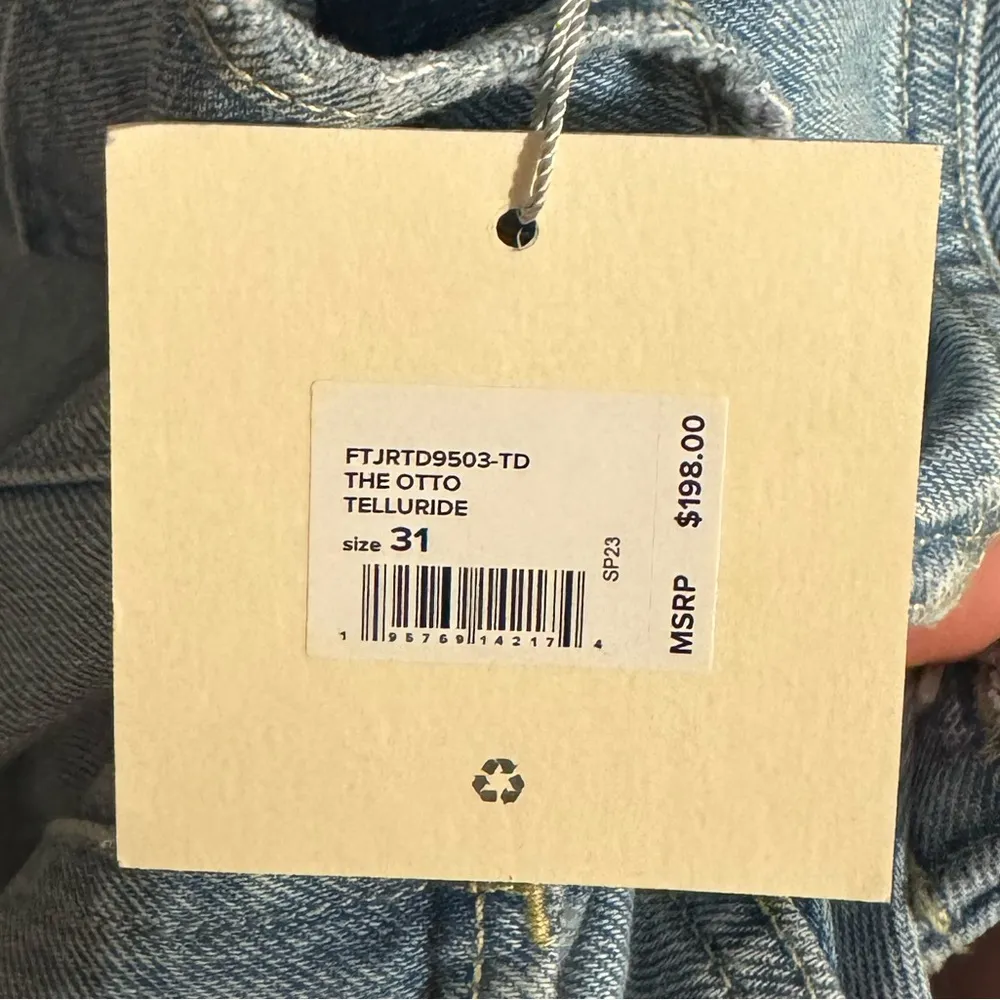 FTJRTD9503-TD
THE OTTO
TELLURIDE
size 31
1 95769 14217 4
SP23
MSRP $198.00